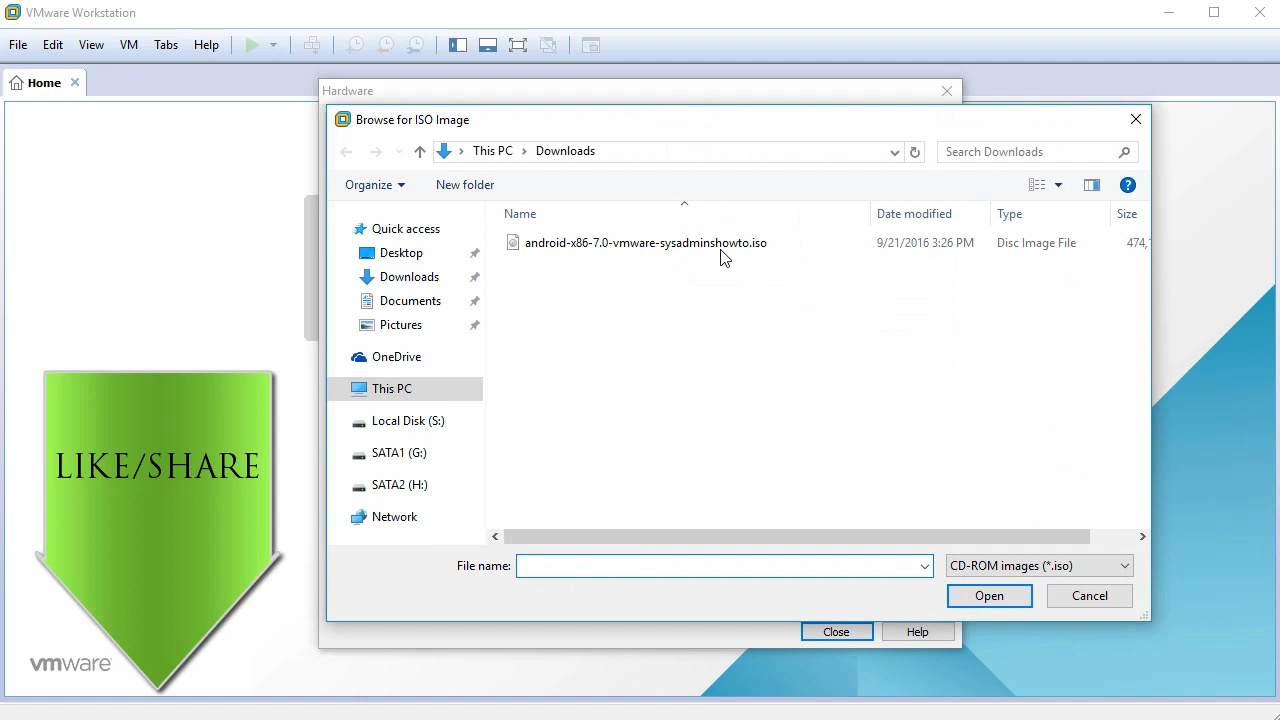 VMware Workstation
File Edit View VM Tabs Help
Home
Hardware
Browse for ISO Image
This PC Downloads
Search Downloads
Organize New folder
Name Date modified Type Size
android-x86-7.0-vmware-sysadminshowto.iso 9/21/2016 3:26 PM Disc Image File 474,
Quick access
Desktop
Downloads
Documents
Pictures
OneDrive
This PC
Local Disk (S:)
SATA1 (G:)
SATA2 (H:)
Network
File name: CD-ROM images (*.iso)
Open Cancel
Close Help
LIKE/SHARE
vmware